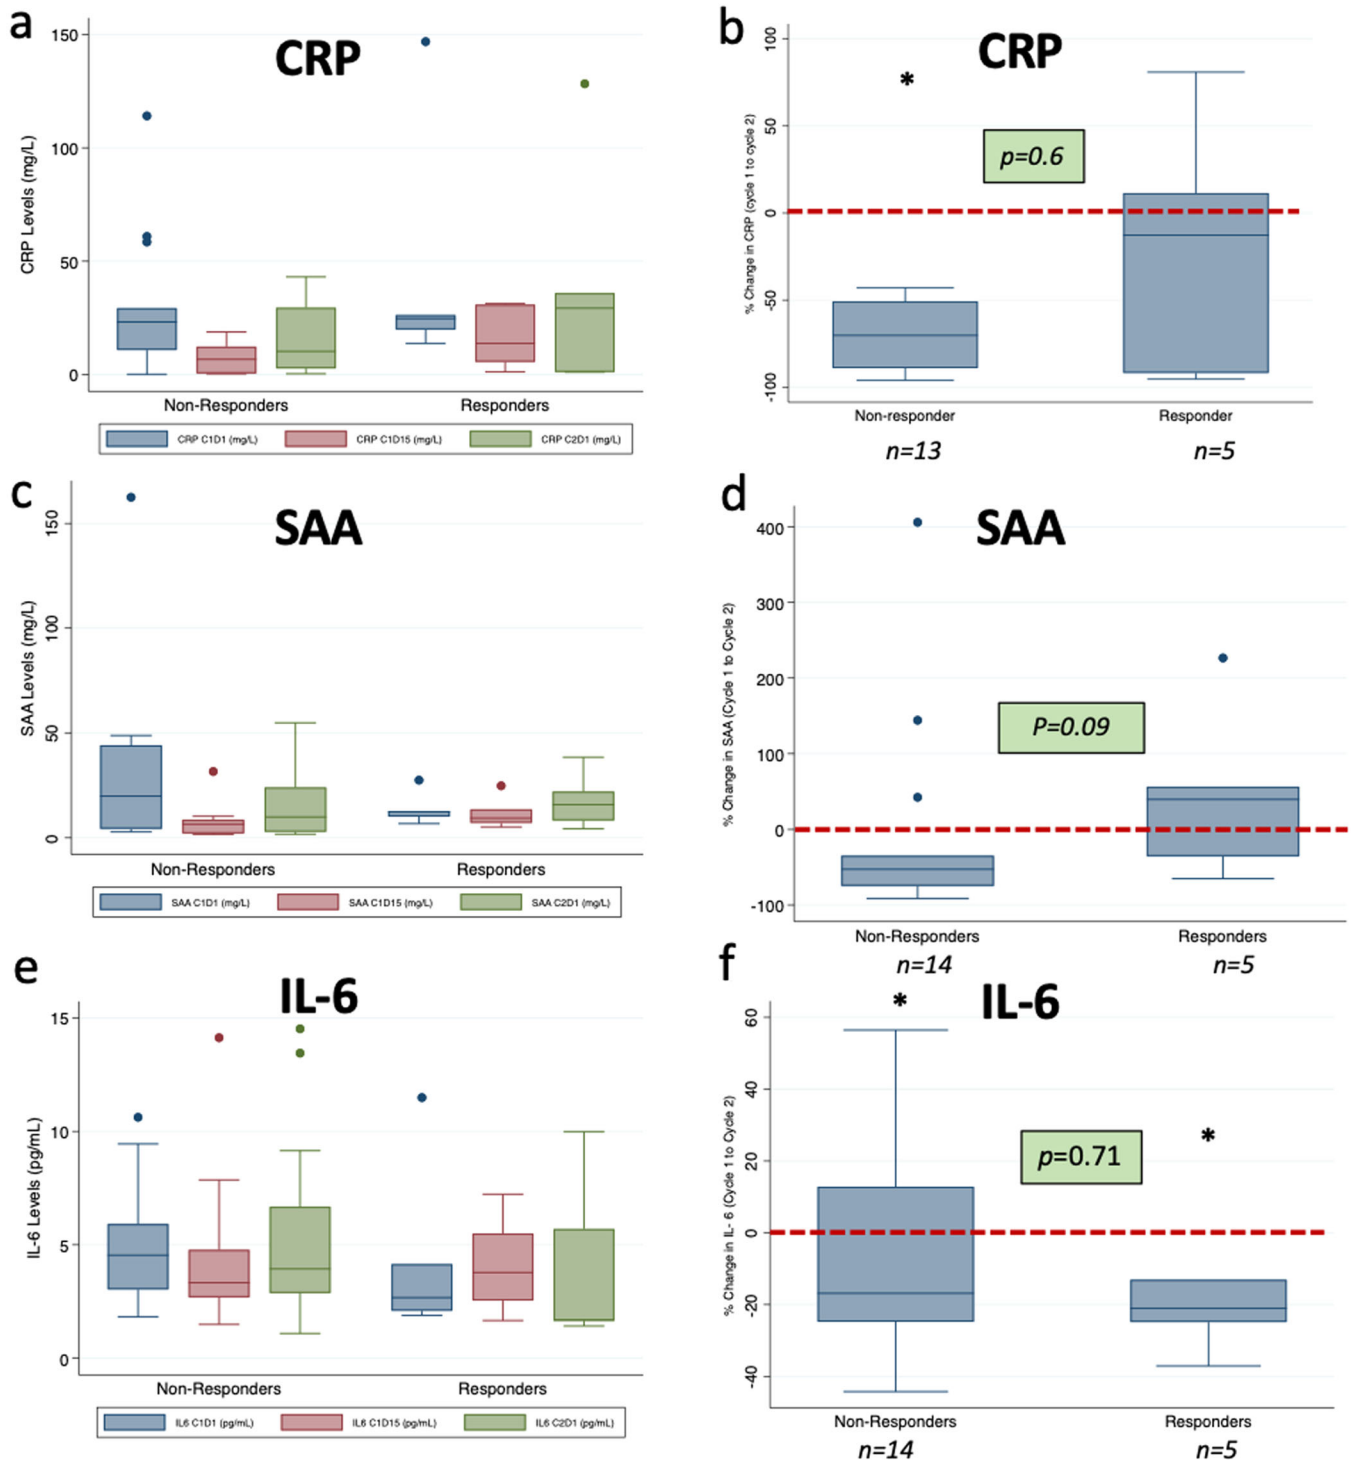 a
CRP
CRP Levels (mg/L)
150
100
50
0
Non-Responders Responders
CRP C1D1 (mg/L) CRP C1D15 (mg/L) CRP C2D1 (mg/L)
b
CRP
% Change in CRP (cycle 1 to cycle 2)
100
50
0
-50
-100
*
p=0.6
Non-responder Responder
n=13 n=5
c
SAA
SAA Levels (mg/L)
150
100
50
0
Non-Responders Responders
SAA C1D1 (mg/L) SAA C1D15 (mg/L) SAA C2D1 (mg/L)
d
SAA
% Change in SAA (Cycle 1 to Cycle 2)
400
300
200
100
0
-100
P=0.09
Non-Responders Responders
n=14 n=5
e
IL-6
IL-6 Levels (pg/mL)
15
10
5
0
Non-Responders Responders
IL6 C1D1 (pg/mL) IL6 C1D15 (pg/mL) IL6 C2D1 (pg/mL)
f
IL-6
% Change in IL- 6 (Cycle 1 to Cycle 2)
60
40
20
0
-20
-40
*
*
p=0.71
Non-Responders Responders
n=14 n=5